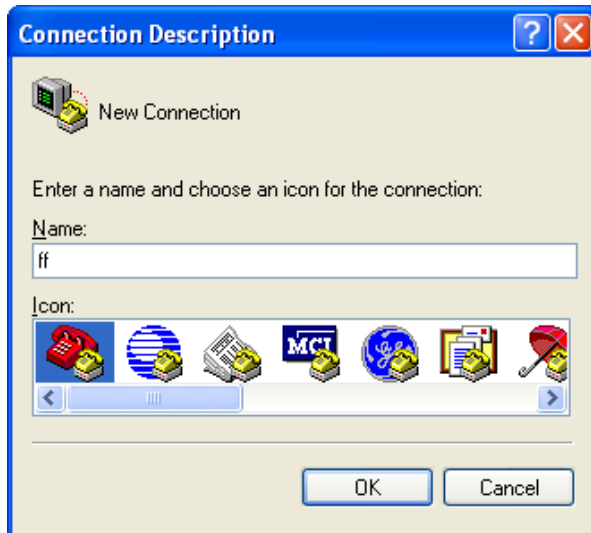 Connection Description
New Connection
Enter a name and choose an icon for the connection:
Name:
ff
Icon:
MCI
OK
Cancel